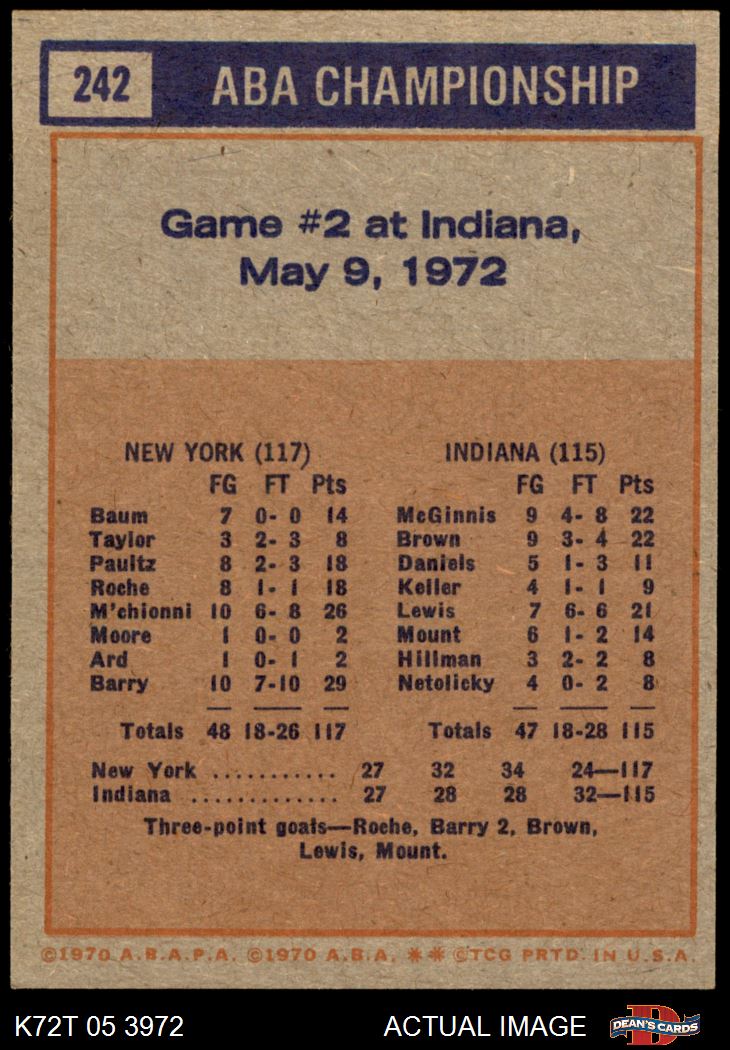 242 ABA CHAMPIONSHIP
Game #2 at Indiana,
May 9, 1972
NEW YORK (117)
FG FT Pts
Baum 7 0- 0 14
Taylor 3 2- 3 8
Paultz 8 2- 3 18
Roche 8 1- 1 18
M'chionni 10 6- 8 26
Moore 1 0- 0 2
Ard 1 0- 1 2
Barry 10 7-10 29
Totals 48 18-26 117
INDIANA (115)
FG FT Pts
McGinnis 9 4- 8 22
Brown 9 3- 4 22
Daniels 5 1- 3 11
Keller 4 1- 1 9
Lewis 7 6- 6 21
Mount 6 1- 2 14
Hillman 3 2- 2 8
Netolicky 4 0- 2 8
Totals 47 18-28 115
New York ........... 27 32 34 24—117
Indiana ............. 27 28 28 32—115
Three-point goals—Roche, Barry 2, Brown,
Lewis, Mount.
©1970 A.B.A.P.A. ©1970 A.B.A. ** ©TCG PRTD. IN U.S.A.
K72T 05 3972 ACTUAL IMAGE DEAN'S CARDS